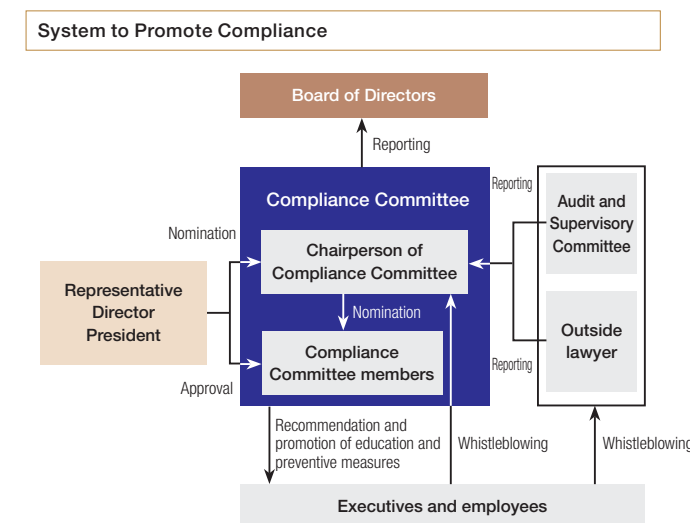 System to Promote Compliance
Board of Directors
Reporting
Compliance Committee
Reporting
Audit and
Supervisory
Committee
Nomination
Chairperson of
Compliance Committee
Representative
Director
President
Nomination
Outside
lawyer
Compliance
Committee members
Reporting
Approval
Recommendation and
promotion of education and
preventive measures
Whistleblowing
Whistleblowing
Executives and employees